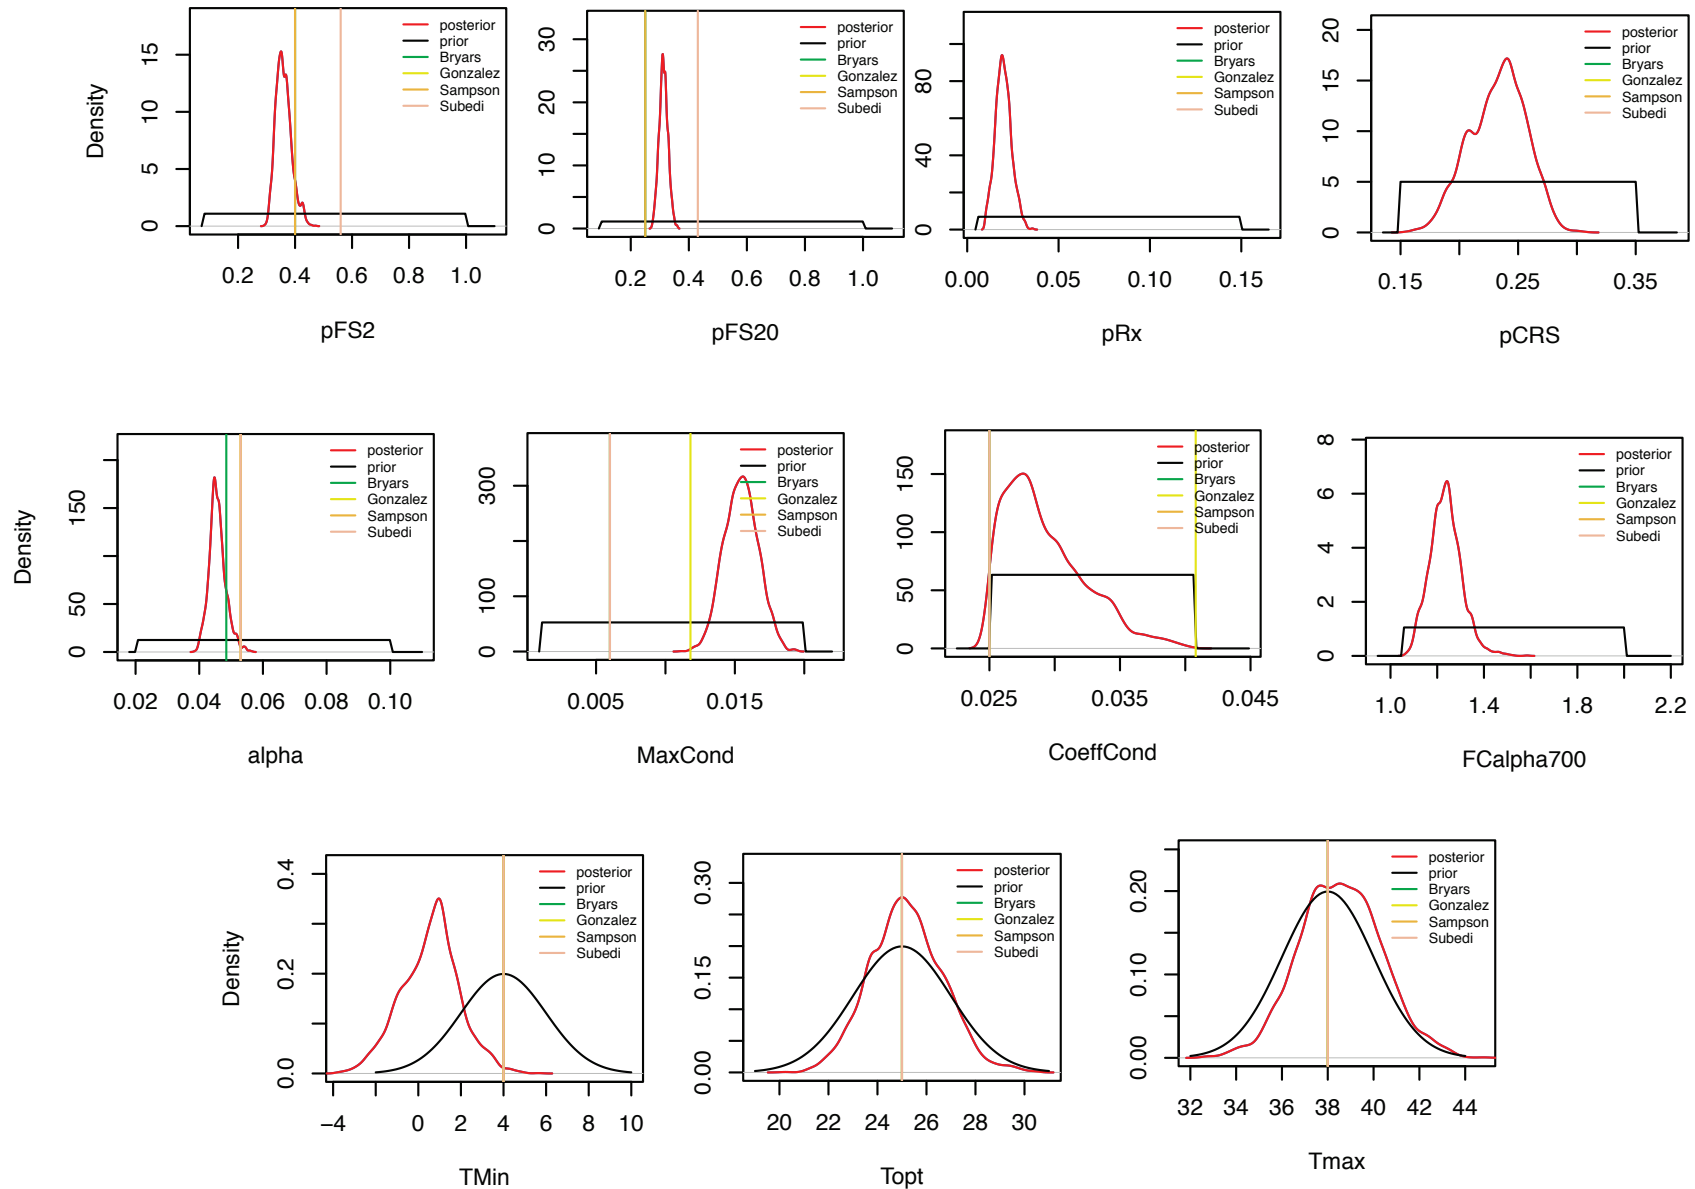 Density
0 5 10 15
0.2 0.4 0.6 0.8 1.0
pFS2
posterior
prior
Bryars
Gonzalez
Sampson
Subedi
0 10 20 30
0.2 0.4 0.6 0.8 1.0
pFS20
posterior
prior
Bryars
Gonzalez
Sampson
Subedi
0 40 80
0.00 0.05 0.10 0.15
pRx
posterior
prior
Bryars
Gonzalez
Sampson
Subedi
0 5 10 15 20
0.15 0.25 0.35
pCRS
posterior
prior
Bryars
Gonzalez
Sampson
Subedi
Density
0 50 150
0.02 0.04 0.06 0.08 0.10
alpha
posterior
prior
Bryars
Gonzalez
Sampson
Subedi
0 100 300
0.005 0.015
MaxCond
posterior
prior
Bryars
Gonzalez
Sampson
Subedi
0 50 100 150
0.025 0.035 0.045
CoeffCond
posterior
prior
Bryars
Gonzalez
Sampson
Subedi
0 2 4 6 8
1.0 1.4 1.8 2.2
FCalpha700
posterior
prior
Bryars
Gonzalez
Sampson
Subedi
Density
0.0 0.2 0.4
−4 0 2 4 6 8 10
TMin
posterior
prior
Bryars
Gonzalez
Sampson
Subedi
0.00 0.15 0.30
20 22 24 26 28 30
Topt
posterior
prior
Bryars
Gonzalez
Sampson
Subedi
0.00 0.10 0.20
32 34 36 38 40 42 44
Tmax
posterior
prior
Bryars
Gonzalez
Sampson
Subedi